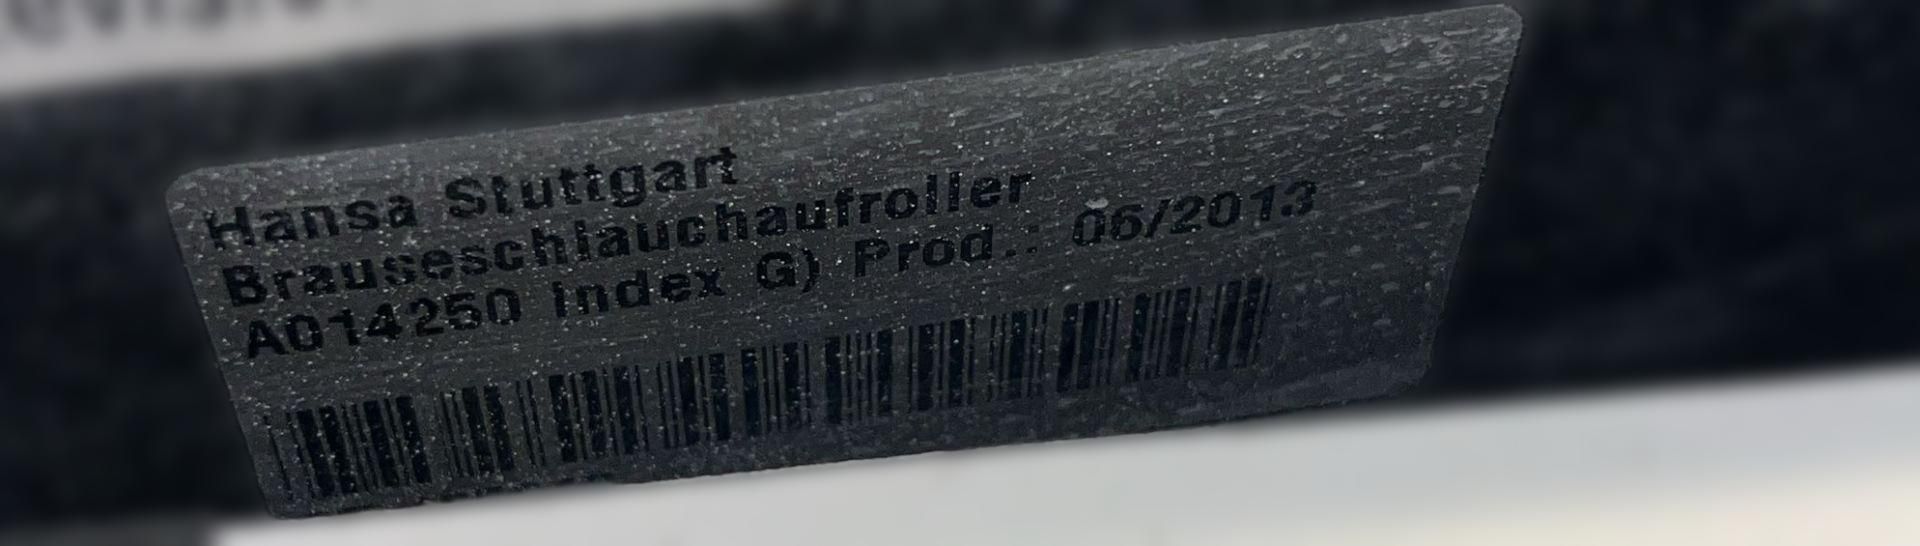 Hansa Stuttgart
Brauseschlauchaufroller
A014250 Index G) Prod.: 06/2013